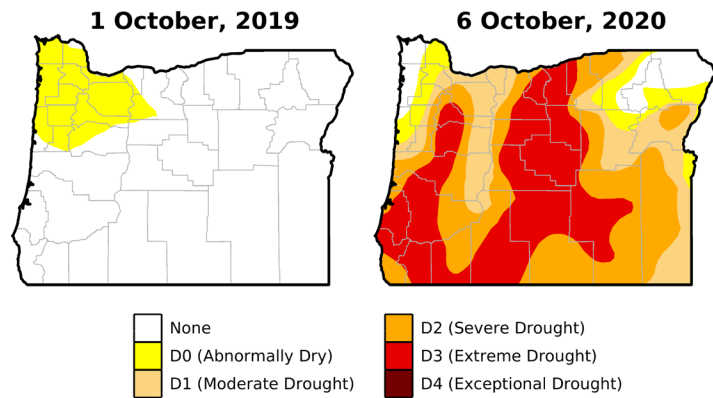 1 October, 2019
6 October, 2020
None
D0 (Abnormally Dry)
D1 (Moderate Drought)
D2 (Severe Drought)
D3 (Extreme Drought)
D4 (Exceptional Drought)